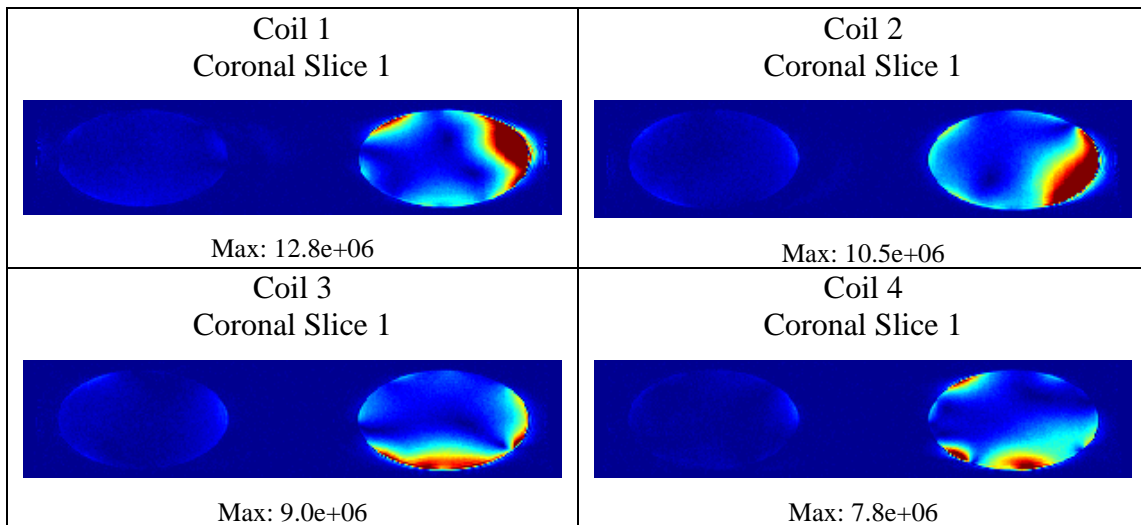 Coil 1
Coronal Slice 1
Max: 12.8e+06
Coil 2
Coronal Slice 1
Max: 10.5e+06
Coil 3
Coronal Slice 1
Max: 9.0e+06
Coil 4
Coronal Slice 1
Max: 7.8e+06